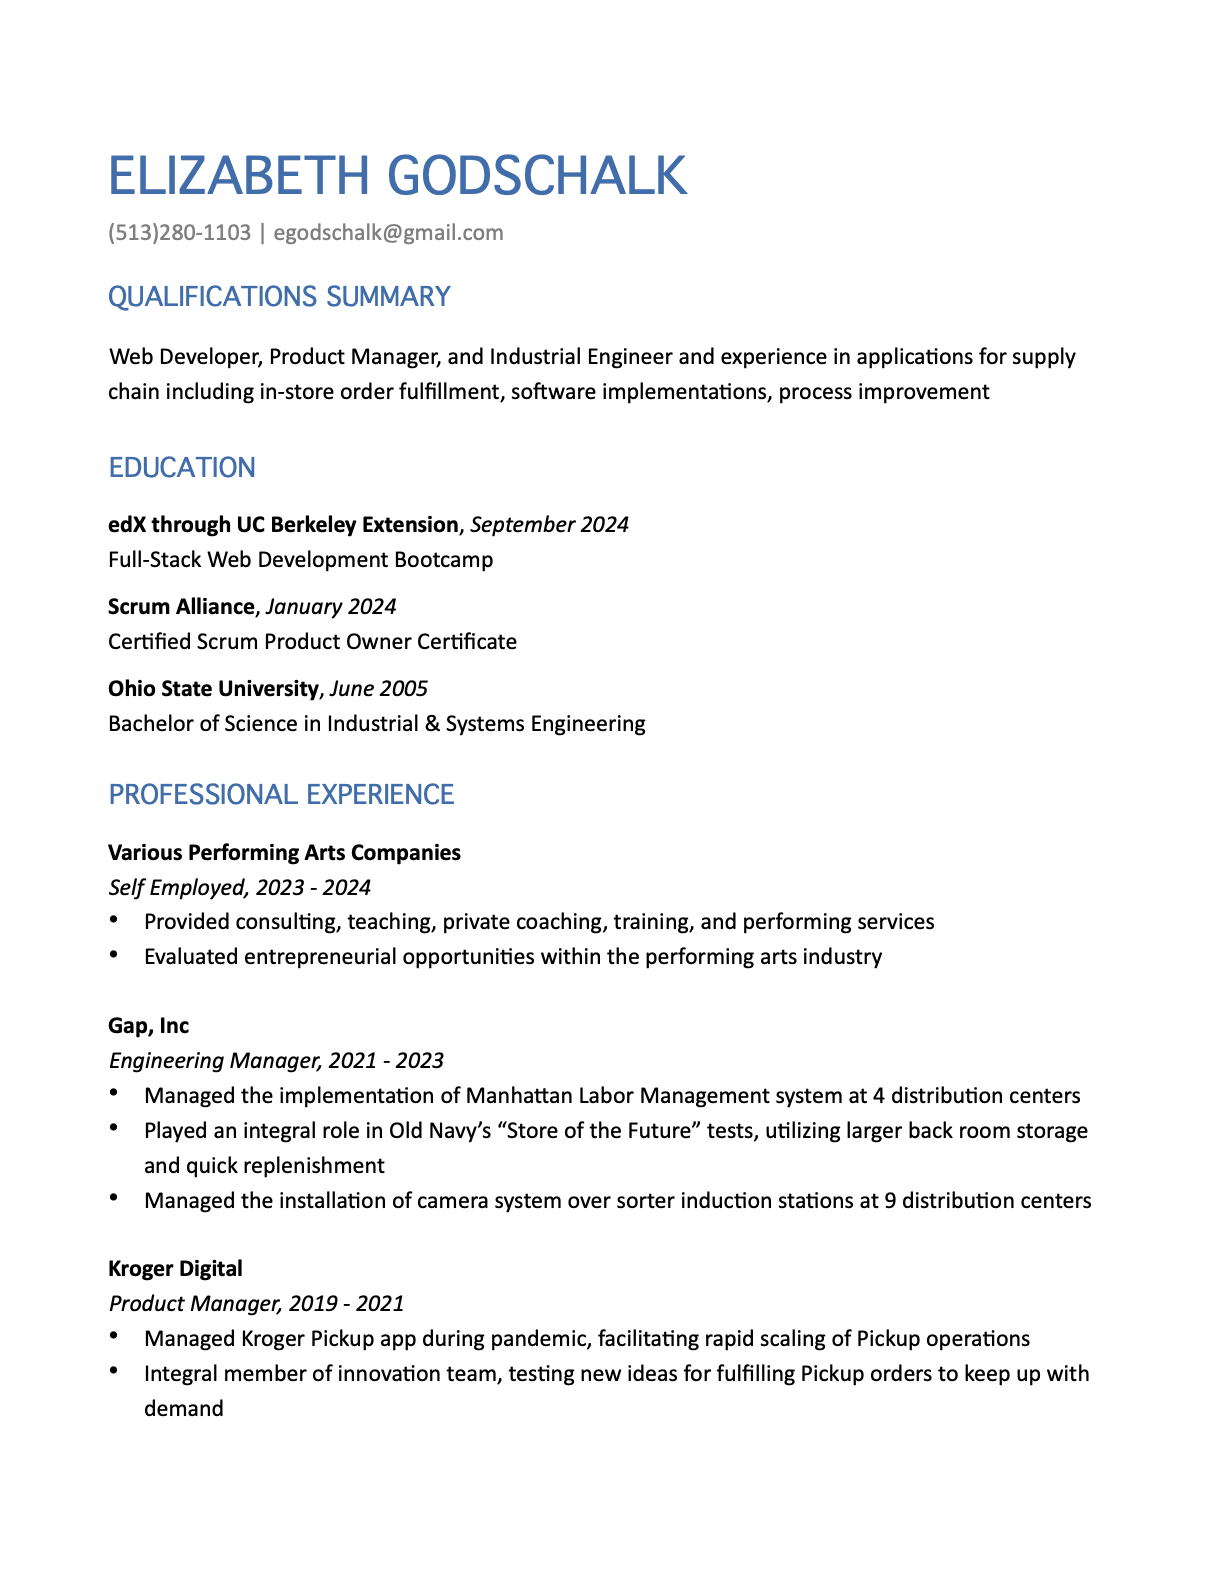 ELIZABETH GODSCHALK
(513)280-1103 | egodschalk@gmail.com
QUALIFICATIONS SUMMARY
Web Developer, Product Manager, and Industrial Engineer and experience in applications for supply
chain including in-store order fulfillment, software implementations, process improvement
EDUCATION
edX through UC Berkeley Extension, September 2024
Full-Stack Web Development Bootcamp
Scrum Alliance, January 2024
Certified Scrum Product Owner Certificate
Ohio State University, June 2005
Bachelor of Science in Industrial & Systems Engineering
PROFESSIONAL EXPERIENCE
Various Performing Arts Companies
Self Employed, 2023 - 2024
• Provided consulting, teaching, private coaching, training, and performing services
• Evaluated entrepreneurial opportunities within the performing arts industry
Gap, Inc
Engineering Manager, 2021 - 2023
• Managed the implementation of Manhattan Labor Management system at 4 distribution centers
• Played an integral role in Old Navy’s “Store of the Future” tests, utilizing larger back room storage
and quick replenishment
• Managed the installation of camera system over sorter induction stations at 9 distribution centers
Kroger Digital
Product Manager, 2019 - 2021
• Managed Kroger Pickup app during pandemic, facilitating rapid scaling of Pickup operations
• Integral member of innovation team, testing new ideas for fulfilling Pickup orders to keep up with
demand